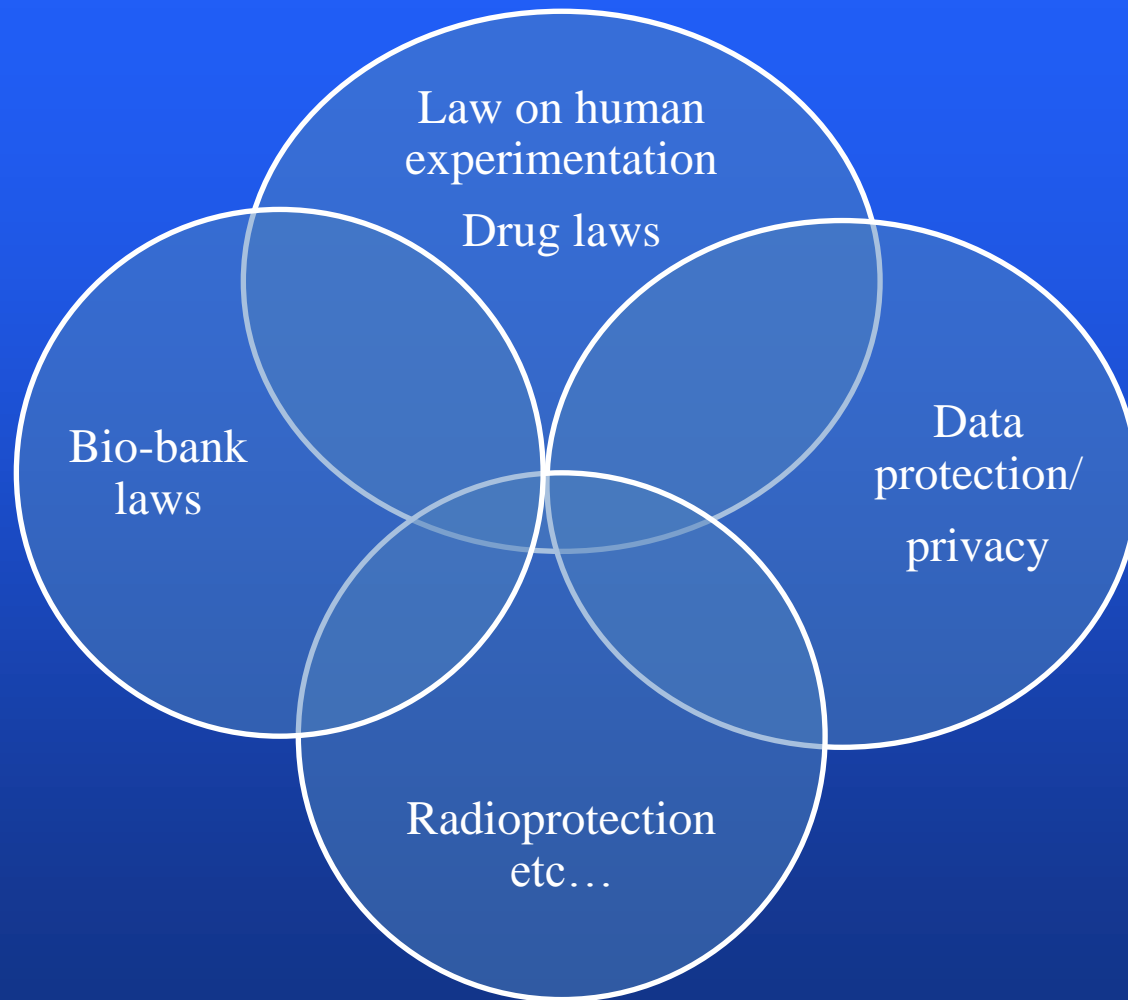 Law on human
experimentation
Drug laws
Bio-bank
laws
Data
protection/
privacy
Radioprotection
etc…